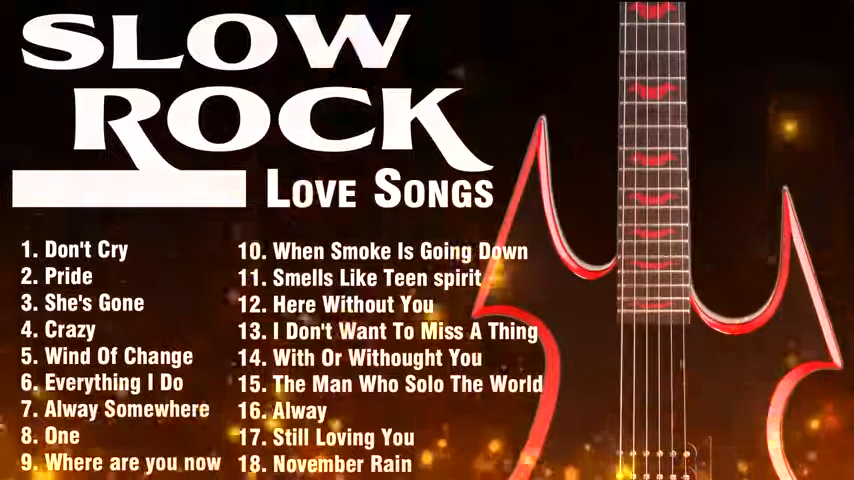 SLOW
ROCK
LOVE SONGS
1. Don't Cry
2. Pride
3. She's Gone
4. Crazy
5. Wind Of Change
6. Everything I Do
7. Alway Somewhere
8. One
9. Where are you now
10. When Smoke Is Going Down
11. Smells Like Teen spirit
12. Here Without You
13. I Don't Want To Miss A Thing
14. With Or Withought You
15. The Man Who Solo The World
16. Alway
17. Still Loving You
18. November Rain